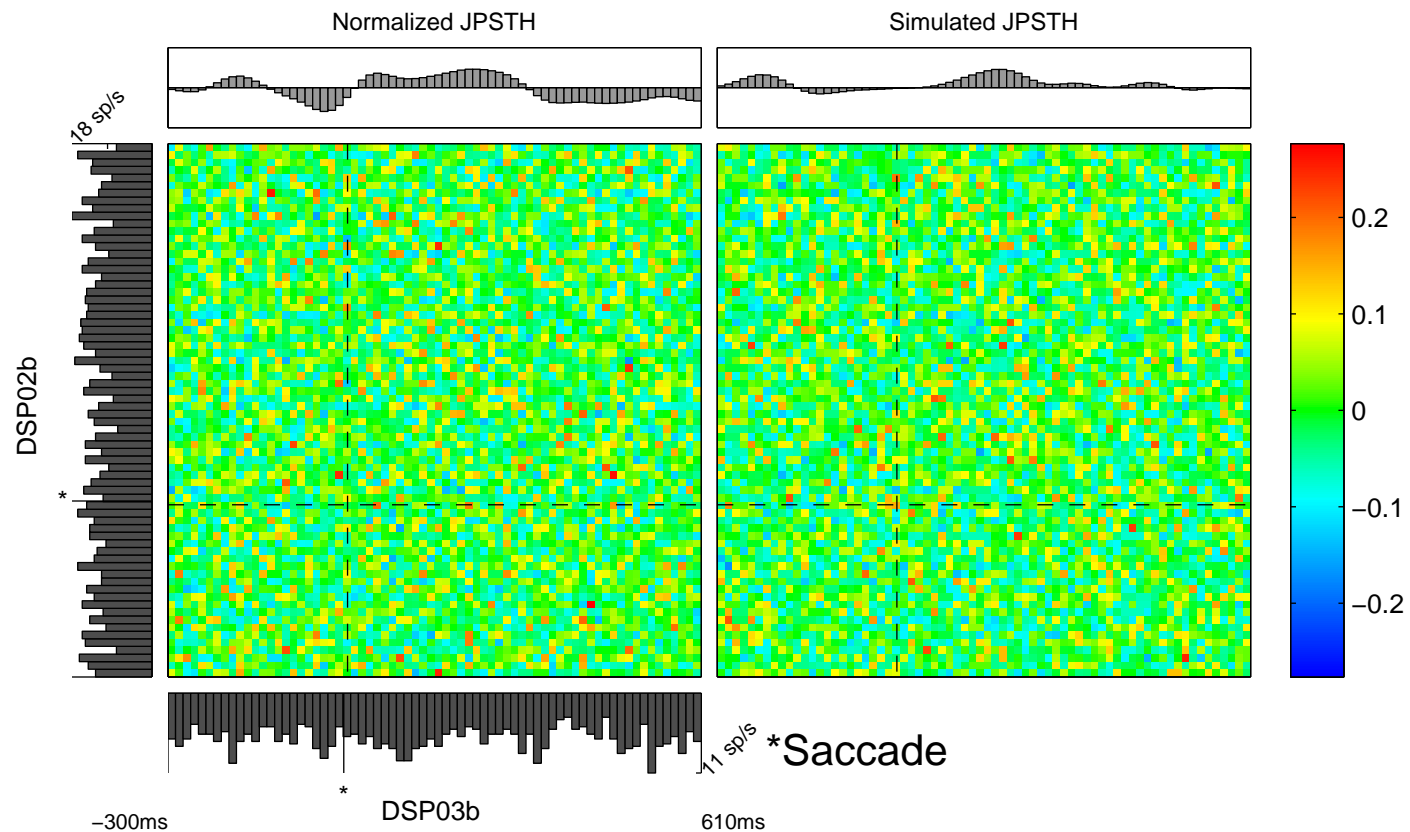 Normalized JPSTH
Simulated JPSTH
18 sp/s
DSP02b
*
0.2
0.1
0
−0.1
−0.2
11 sp/s
*Saccade
*
DSP03b
−300ms
610ms